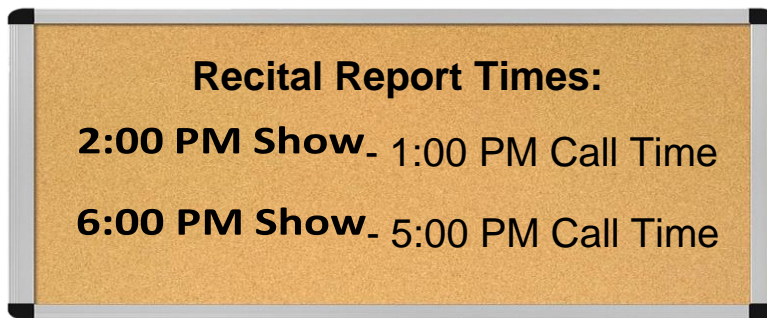 Recital Report Times:
2:00 PM Show- 1:00 PM Call Time
6:00 PM Show- 5:00 PM Call Time